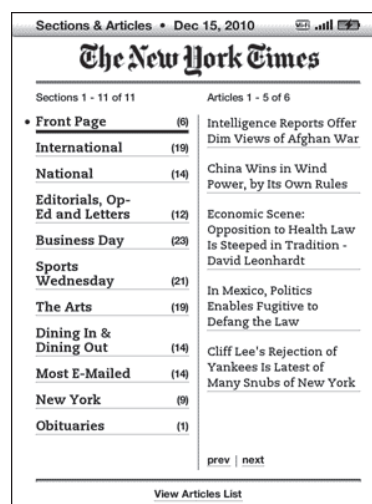 Sections & Articles • Dec 15, 2010
The New York Times
Sections 1 - 11 of 11
• Front Page (6)
International (19)
National (14)
Editorials, Op-
Ed and Letters (12)
Business Day (23)
Sports
Wednesday (21)
The Arts (19)
Dining In &
Dining Out (14)
Most E-Mailed (14)
New York (9)
Obituaries (1)
Articles 1 - 5 of 6
Intelligence Reports Offer
Dim Views of Afghan War
China Wins in Wind
Power, by Its Own Rules
Economic Scene:
Opposition to Health Law
Is Steeped in Tradition -
David Leonhardt
In Mexico, Politics
Enables Fugitive to
Defang the Law
Cliff Lee's Rejection of
Yankees Is Latest of
Many Snubs of New York
prev | next
View Articles List